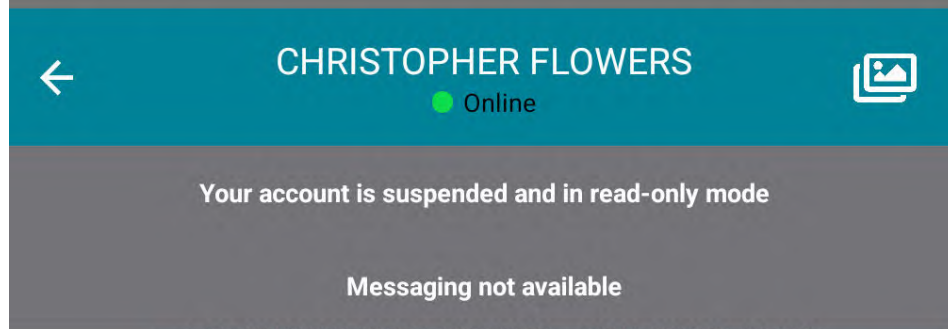 CHRISTOPHER FLOWERS
Online
Your account is suspended and in read-only mode
Messaging not available